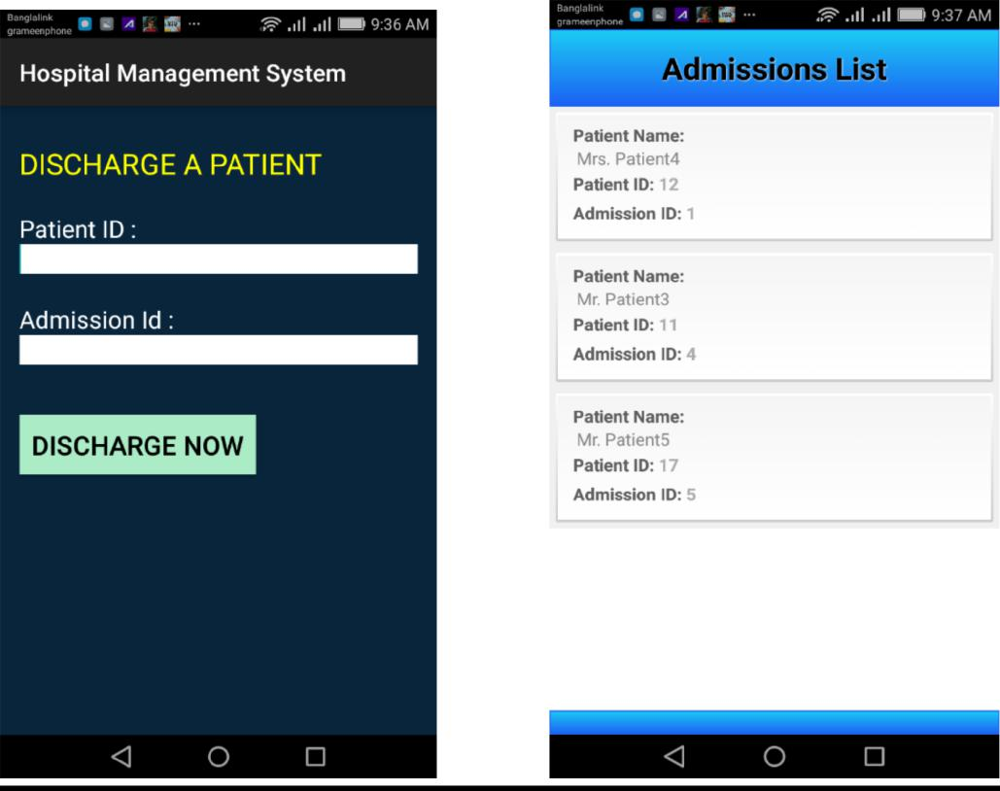 Banglalink
grameenphone
9:36 AM
Hospital Management System
DISCHARGE A PATIENT
Patient ID :
Admission Id :
DISCHARGE NOW
Banglalink
grameenphone
9:37 AM
Admissions List
Patient Name:
Mrs. Patient4
Patient ID: 12
Admission ID: 1
Patient Name:
Mr. Patient3
Patient ID: 11
Admission ID: 4
Patient Name:
Mr. Patient5
Patient ID: 17
Admission ID: 5